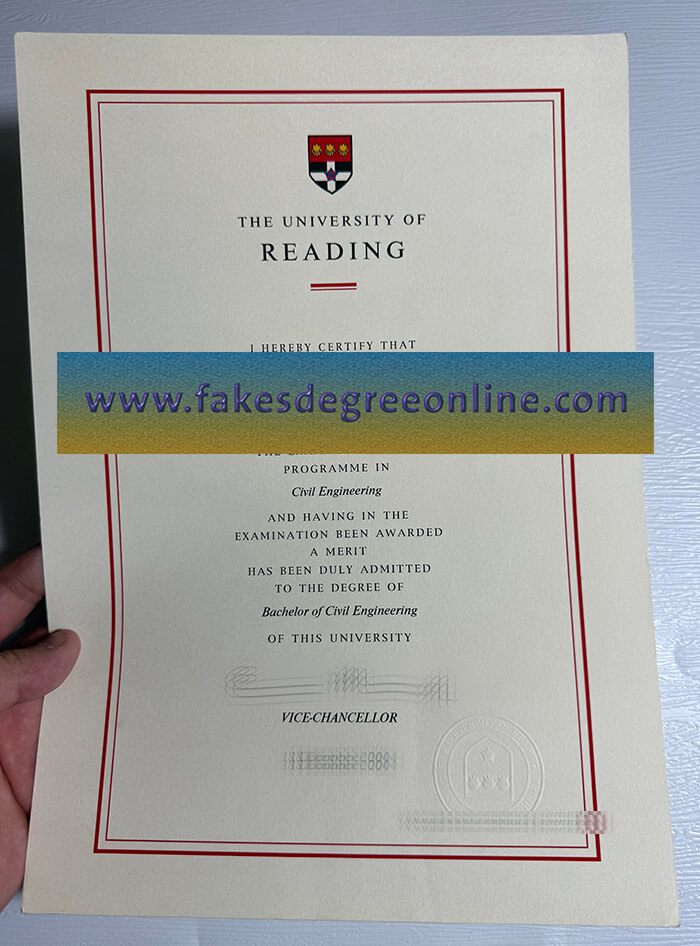 THE UNIVERSITY OF
READING
I HEREBY CERTIFY THAT
www.fakesdegreeonline.com
PROGRAMME IN
Civil Engineering
AND HAVING IN THE
EXAMINATION BEEN AWARDED
A MERIT
HAS BEEN DULY ADMITTED
TO THE DEGREE OF
Bachelor of Civil Engineering
OF THIS UNIVERSITY
VICE-CHANCELLOR